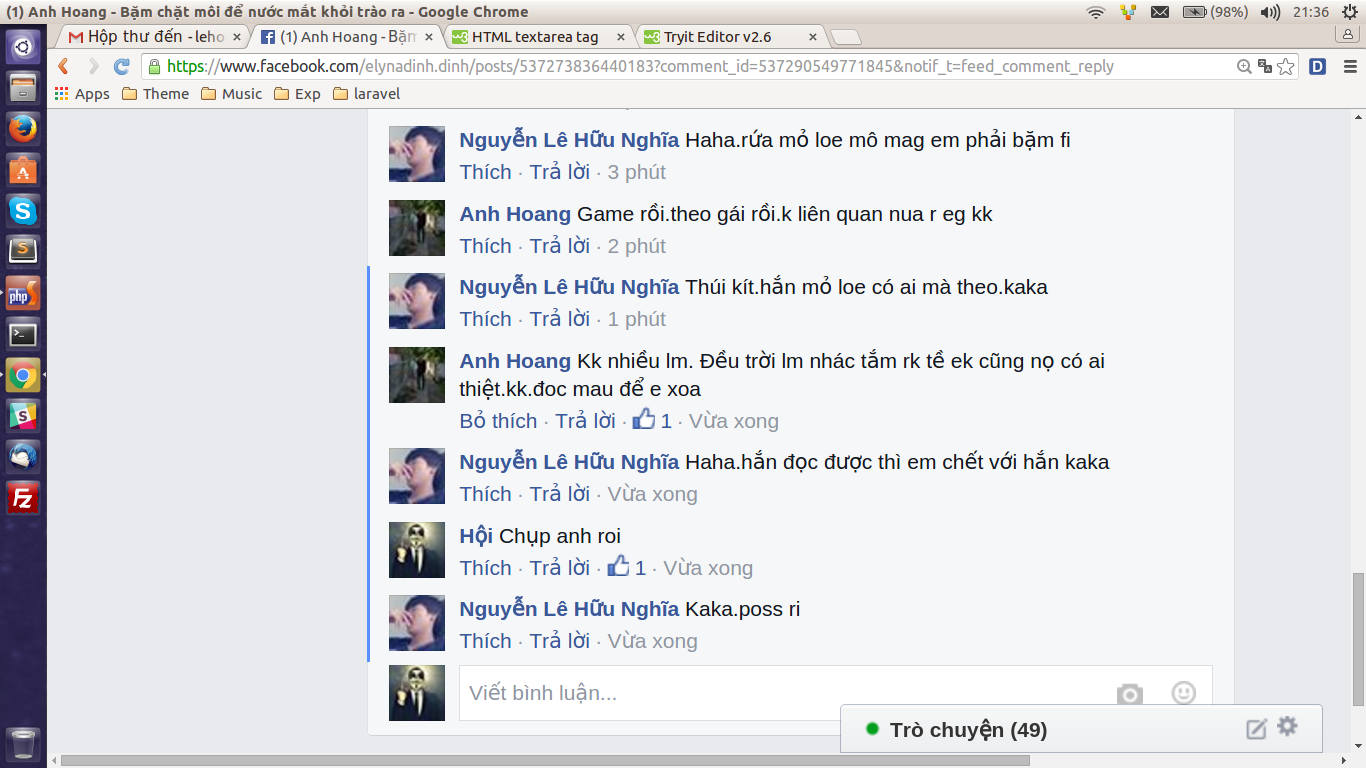 (1) Anh Hoang - Bặm chặt môi để nước mắt khỏi trào ra - Google Chrome
(98%) 21:36
Hộp thư đến - leho × (1) Anh Hoang - Bặm × HTML textarea tag × Tryit Editor v2.6 ×
https://www.facebook.com/elynadinh.dinh/posts/537273836440183?comment_id=537290549771845&notif_t=feed_comment_reply
Apps Theme Music Exp laravel
Nguyễn Lê Hữu Nghĩa Haha.rứa mỏ loe mô mag em phải bặm fi
Thích · Trả lời · 3 phút
Anh Hoang Game rồi.theo gái rồi.k liên quan nua r eg kk
Thích · Trả lời · 2 phút
Nguyễn Lê Hữu Nghĩa Thúi kít.hắn mỏ loe có ai mà theo.kaka
Thích · Trả lời · 1 phút
Anh Hoang Kk nhiều lm. Đều trời lm nhác tắm rk tề ek cũng nọ có ai
thiệt.kk.đoc mau để e xoa
Bỏ thích · Trả lời · 1 · Vừa xong
Nguyễn Lê Hữu Nghĩa Haha.hắn đọc được thì em chết với hắn kaka
Thích · Trả lời · Vừa xong
Hội Chụp anh roi
Thích · Trả lời · 1 · Vừa xong
Nguyễn Lê Hữu Nghĩa Kaka.poss ri
Thích · Trả lời · Vừa xong
Viết bình luận...
Trò chuyện (49)